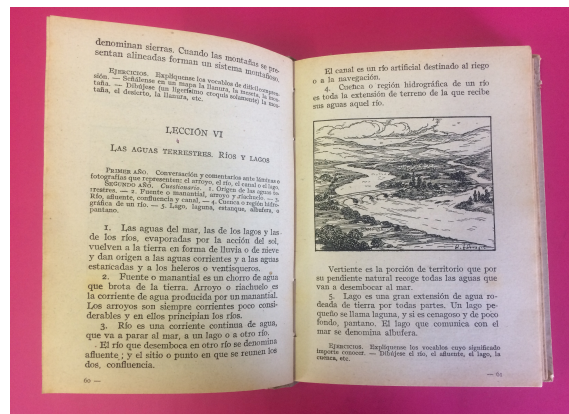 denominan sierras. Cuando las montañas se pre-
sentan alineadas forman un sistema montañoso.
EJERCICIOS. Explíquense los vocablos de difícil compren-
sión. — Señálense en un mapa la llanura, la meseta, la mon-
taña. — Dibújese (un ligerísimo croquis solamente) la mon-
taña, el desierto, la llanura, etc.
LECCIÓN VI
LAS AGUAS TERRESTRES. RÍOS Y LAGOS
PRIMER AÑO. Conversación y comentarios ante láminas o
fotografías que representen: el arroyo, el río, el canal o el lago.
SEGUNDO AÑO. Cuestionario. 1. Origen de las aguas te-
rrestres. — 2. Fuente o manantial, arroyo y riachuelo. — 3.
Río, afluente, confluencia y canal. — 4. Cuenca o región hidro-
gráfica de un río. — 5. Lago, laguna, estanque, albufera, o
pantano.
1. Las aguas del mar, las de los lagos y las
de los ríos, evaporadas por la acción del sol,
vuelven a la tierra en forma de lluvia o de nieve
y dan origen a las aguas corrientes y a las aguas
estancadas y a los heleros o ventisqueros.
2. Fuente o manantial es un chorro de agua
que brota de la tierra. Arroyo o riachuelo es
la corriente de agua producida por un manantial.
Los arroyos son siempre corrientes poco consi-
derables y en ellos principian los ríos.
3. Río es una corriente continua de agua,
que va a parar al mar, a un lago o a otro río.
El río que desemboca en otro río se denomina
afluente; y el sitio o punto en que se reunen los
dos, confluencia.
60 —
El canal es un río artificial destinado al riego
o a la navegación.
4. Cuenca o región hidrográfica de un río
es toda la extensión de terreno de la que recibe
sus aguas aquel río.
Vertiente es la porción de territorio que por
su pendiente natural recoge todas las aguas que
van a desembocar al mar.
5. Lago es una gran extensión de agua ro-
deada de tierra por todas partes. Un lago pe-
queño se llama laguna, y si es cenagoso y de poco
fondo, pantano. El lago que comunica con el
mar se denomina albufera.
EJERCICIOS. Explíquense los vocablos cuyo significado
importe conocer. — Dibújese el río, el afluente, el lago, la
cuenca, etc.
— 61